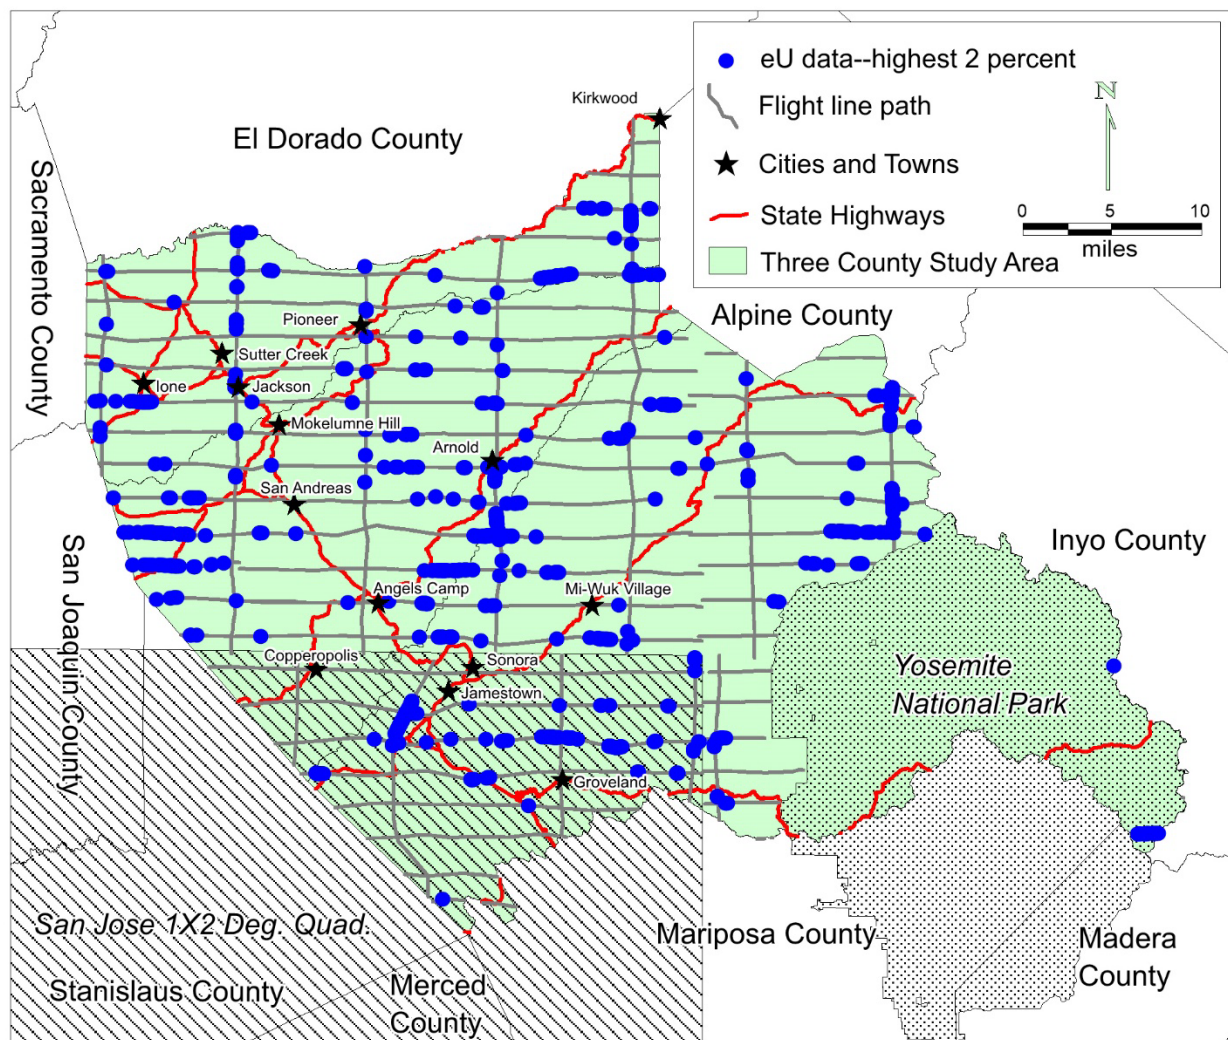 eU data--highest 2 percent
Flight line path
Cities and Towns
State Highways
Three County Study Area
N
0 5 10
miles
Kirkwood
El Dorado County
Sacramento County
Alpine County
Pioneer
Sutter Creek
Ione
Jackson
Mokelumne Hill
Arnold
San Andreas
San Joaquin County
Inyo County
Angels Camp
Mi-Wuk Village
Copperopolis
Sonora
Jamestown
Yosemite
National Park
Groveland
San Jose 1X2 Deg. Quad.
Stanislaus County
Merced
County
Mariposa County
Madera
County